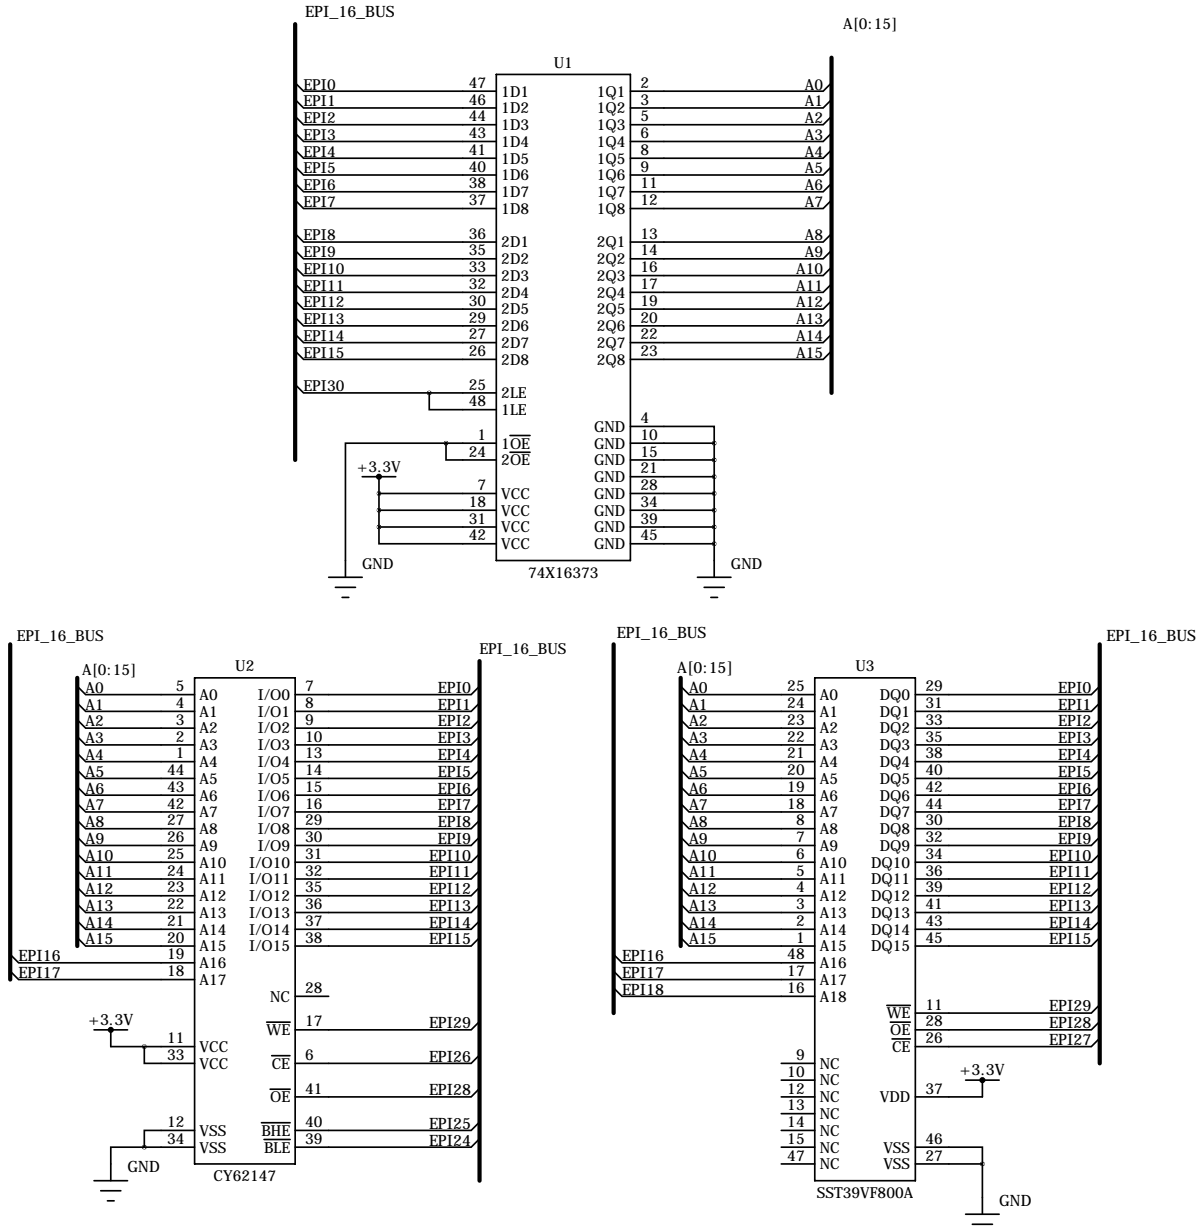 EPI_16_BUS
A[0:15]
U1
EPI0 47 1D1 1Q1 2 A0
EPI1 46 1D2 1Q2 3 A1
EPI2 44 1D3 1Q3 5 A2
EPI3 43 1D4 1Q4 6 A3
EPI4 41 1D5 1Q5 8 A4
EPI5 40 1D6 1Q6 9 A5
EPI6 38 1D7 1Q7 11 A6
EPI7 37 1D8 1Q8 12 A7
EPI8 36 2D1 2Q1 13 A8
EPI9 35 2D2 2Q2 14 A9
EPI10 33 2D3 2Q3 16 A10
EPI11 32 2D4 2Q4 17 A11
EPI12 30 2D5 2Q5 19 A12
EPI13 29 2D6 2Q6 20 A13
EPI14 27 2D7 2Q7 22 A14
EPI15 26 2D8 2Q8 23 A15
EPI30 25 2LE
48 1LE
GND 4
1 1OE GND 10
24 2OE GND 15
+3.3V GND 21
7 VCC GND 28
18 VCC GND 34
31 VCC GND 39
42 VCC GND 45
GND 74X16373 GND
EPI_16_BUS
EPI_16_BUS
A[0:15] U2
A0 5 A0 I/O0 7 EPI0
A1 4 A1 I/O1 8 EPI1
A2 3 A2 I/O2 9 EPI2
A3 2 A3 I/O3 10 EPI3
A4 1 A4 I/O4 13 EPI4
A5 44 A5 I/O5 14 EPI5
A6 43 A6 I/O6 15 EPI6
A7 42 A7 I/O7 16 EPI7
A8 27 A8 I/O8 29 EPI8
A9 26 A9 I/O9 30 EPI9
A10 25 A10 I/O10 31 EPI10
A11 24 A11 I/O11 32 EPI11
A12 23 A12 I/O12 35 EPI12
A13 22 A13 I/O13 36 EPI13
A14 21 A14 I/O14 37 EPI14
A15 20 A15 I/O15 38 EPI15
EPI16 19 A16
EPI17 18 A17
NC 28
+3.3V WE 17 EPI29
11 VCC
33 VCC CE 6 EPI26
OE 41 EPI28
12 VSS BHE 40 EPI25
34 VSS BLE 39 EPI24
GND
CY62147
EPI_16_BUS
EPI_16_BUS
A[0:15] U3
A0 25 A0 DQ0 29 EPI0
A1 24 A1 DQ1 31 EPI1
A2 23 A2 DQ2 33 EPI2
A3 22 A3 DQ3 35 EPI3
A4 21 A4 DQ4 38 EPI4
A5 20 A5 DQ5 40 EPI5
A6 19 A6 DQ6 42 EPI6
A7 18 A7 DQ7 44 EPI7
A8 8 A8 DQ8 30 EPI8
A9 7 A9 DQ9 32 EPI9
A10 6 A10 DQ10 34 EPI10
A11 5 A11 DQ11 36 EPI11
A12 4 A12 DQ12 39 EPI12
A13 3 A13 DQ13 41 EPI13
A14 2 A14 DQ14 43 EPI14
A15 1 A15 DQ15 45 EPI15
EPI16 48 A16
EPI17 17 A17
EPI18 16 A18
WE 11 EPI29
OE 28 EPI28
CE 26 EPI27
9 NC
10 NC +3.3V
12 NC VDD 37
13 NC
14 NC
15 NC VSS 46
47 NC VSS 27
SST39VF800A
GND